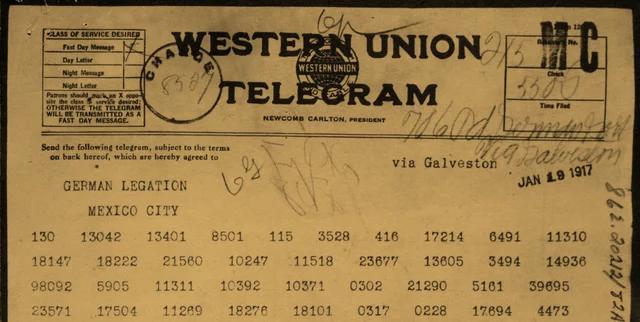 CLASS OF SERVICE DESIRED
Fast Day Message
Day Letter
Night Message
Night Letter
Patrons should mark an X oppo-
site the class of service desired;
OTHERWISE THE TELEGRAM
WILL BE TRANSMITTED AS A
FAST DAY MESSAGE.
CHARGE
WESTERN UNION
WESTERN UNION
TELEGRAM
NEWCOMB CARLTON, PRESIDENT
Receiver's No.
Check
Time Filed
Send the following telegram, subject to the terms
on back hereof, which are hereby agreed to
via Galveston
JAN 19 1917
GERMAN LEGATION
MEXICO CITY
130 13042 13401 8501 115 3528 416 17214 6491 11310
18147 18222 21560 10247 11518 23677 13605 3494 14936
98092 5905 11311 10392 10371 0302 21290 5161 39695
23571 17504 11269 18276 18101 0317 0228 17694 4473